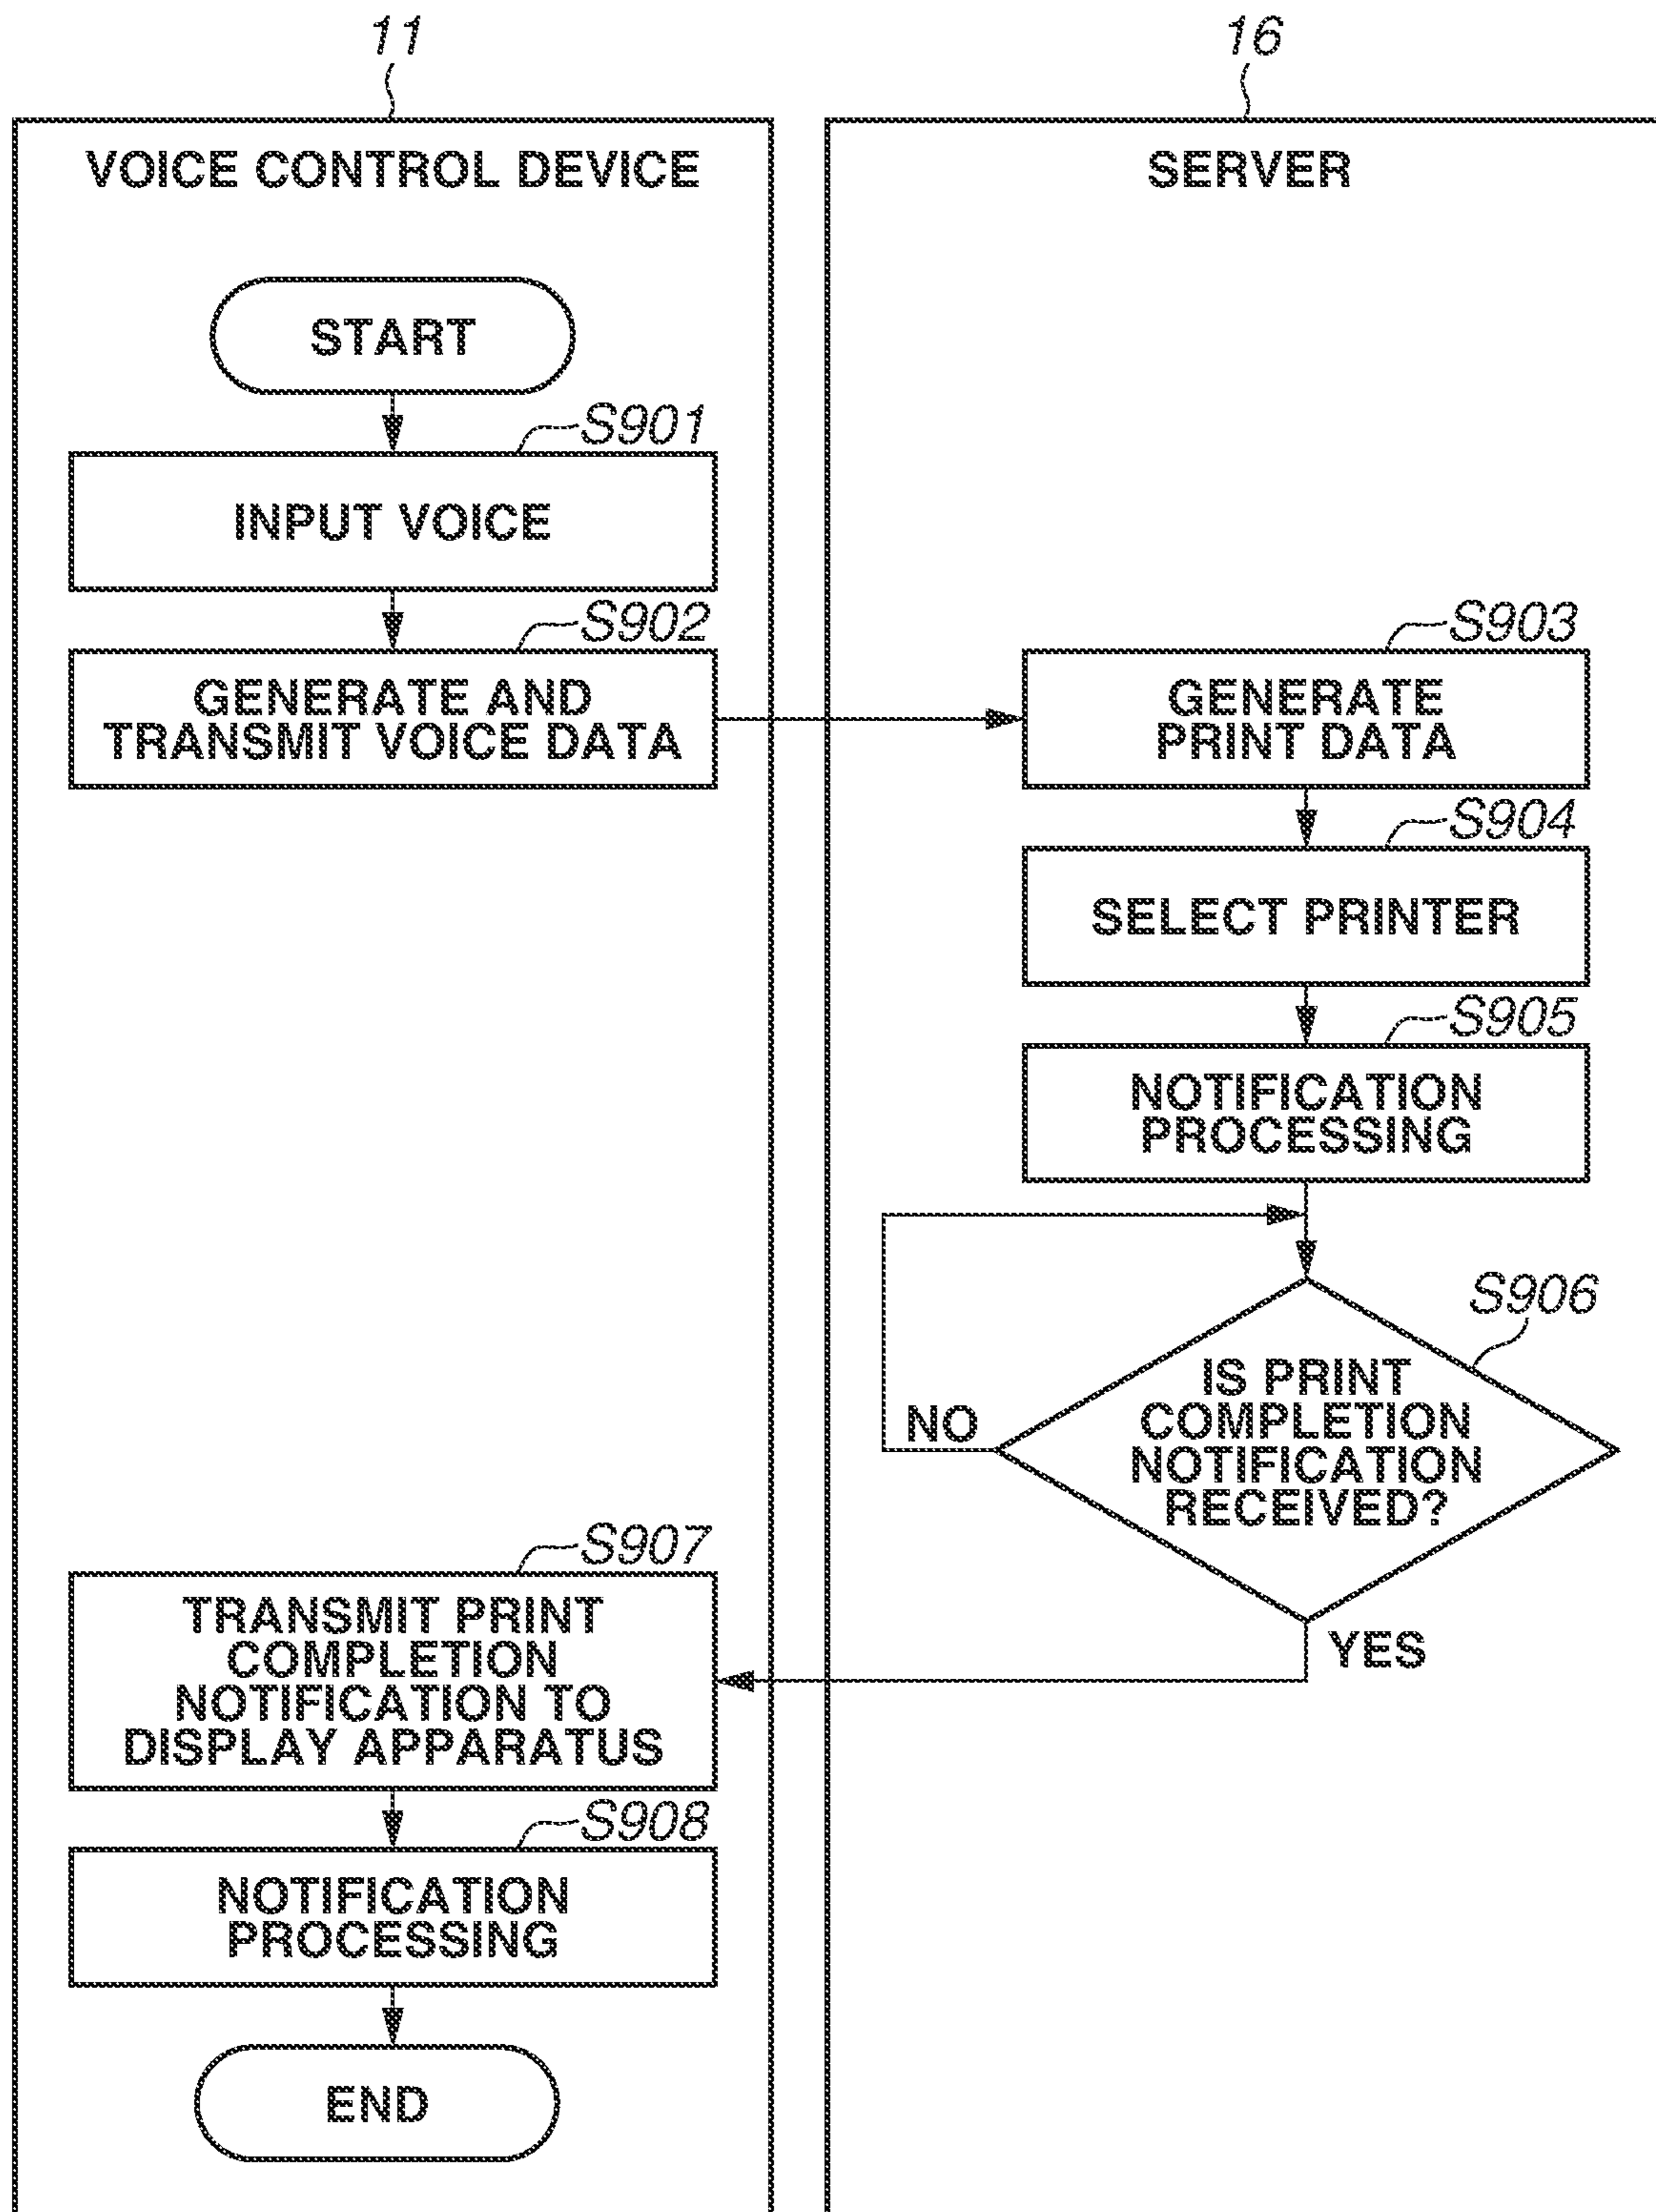 11
16
VOICE CONTROL DEVICE
SERVER
START
S901
INPUT VOICE
S902
GENERATE AND
TRANSMIT VOICE DATA
S903
GENERATE
PRINT DATA
S904
SELECT PRINTER
S905
NOTIFICATION
PROCESSING
S906
IS PRINT
COMPLETION
NOTIFICATION
RECEIVED?
NO
YES
S907
TRANSMIT PRINT
COMPLETION
NOTIFICATION TO
DISPLAY APPARATUS
S908
NOTIFICATION
PROCESSING
END